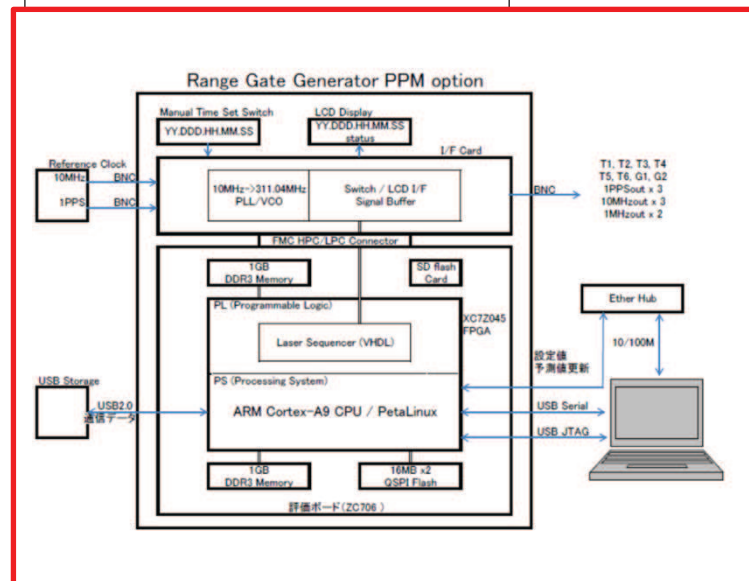 Range Gate Generator PPM option
Manual Time Set Switch
YY.DDD.HH.MM.SS
LCD Display
YY.DDD.HH.MM.SS
status
I/F Card
Reference Clock
10MHz
BNC
1PPS
BNC
10MHz->311.04MHz
PLL/VCO
Switch / LCD I/F
Signal Buffer
BNC
T1, T2, T3, T4
T5, T6, G1, G2
1PPSout x 3
10MHzout x 3
1MHzout x 2
FMC HPC/LPC Connector
1GB
DDR3 Memory
SD flash
Card
PL (Programmable Logic)
XC7Z045
FPGA
Laser Sequencer (VHDL)
Ether Hub
10/100M
設定値
予測値更新
PS (Processing System)
ARM Cortex-A9 CPU / PetaLinux
USB Storage
USB2.0
通信データ
USB Serial
USB JTAG
1GB
DDR3 Memory
16MB x2
QSPI Flash
評価ボード(ZC706 )